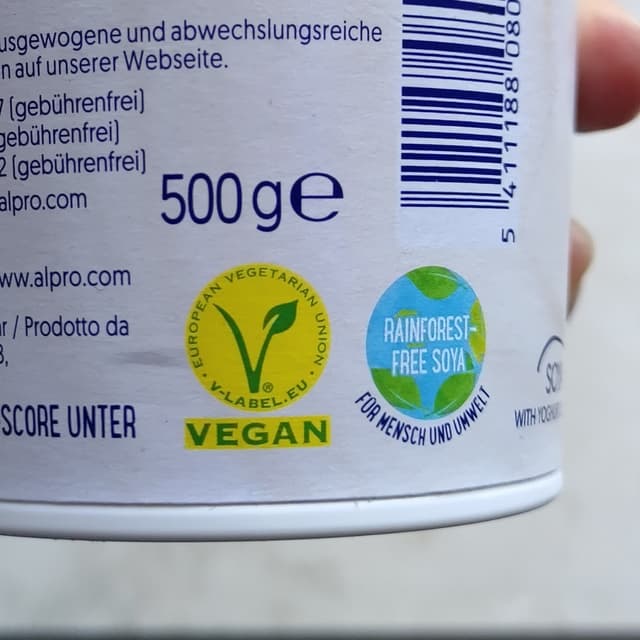 usgewogene und abwechslungsreiche
n auf unserer Webseite.
7 (gebührenfrei)
gebührenfrei)
2 (gebührenfrei)
alpro.com
500 g e
5 411188 080
ww.alpro.com
ar / Prodotto da
3,
SCORE UNTER
EUROPEAN VEGETARIAN UNION
V-LABEL.EU
®
VEGAN
RAINFOREST-
FREE SOYA
FÜR MENSCH UND UMWELT
WITH